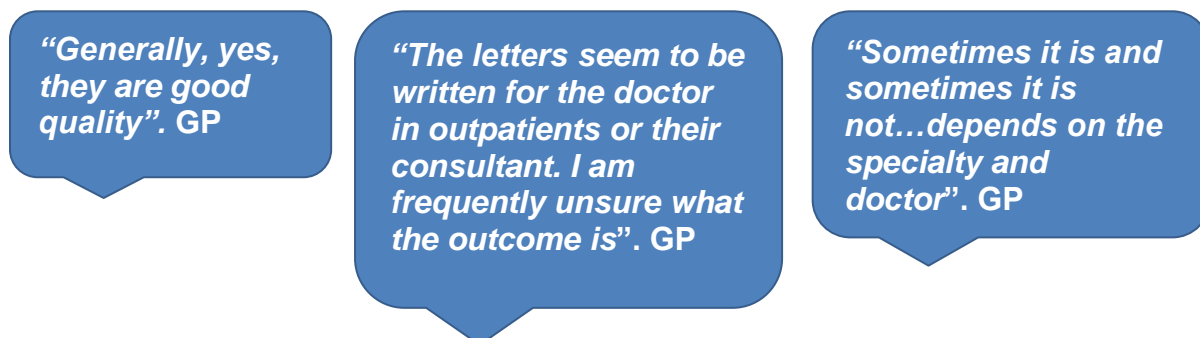 “Generally, yes,
they are good
quality”. GP
“The letters seem to be
written for the doctor
in outpatients or their
consultant. I am
frequently unsure what
the outcome is”. GP
“Sometimes it is and
sometimes it is
not…depends on the
specialty and
doctor”. GP